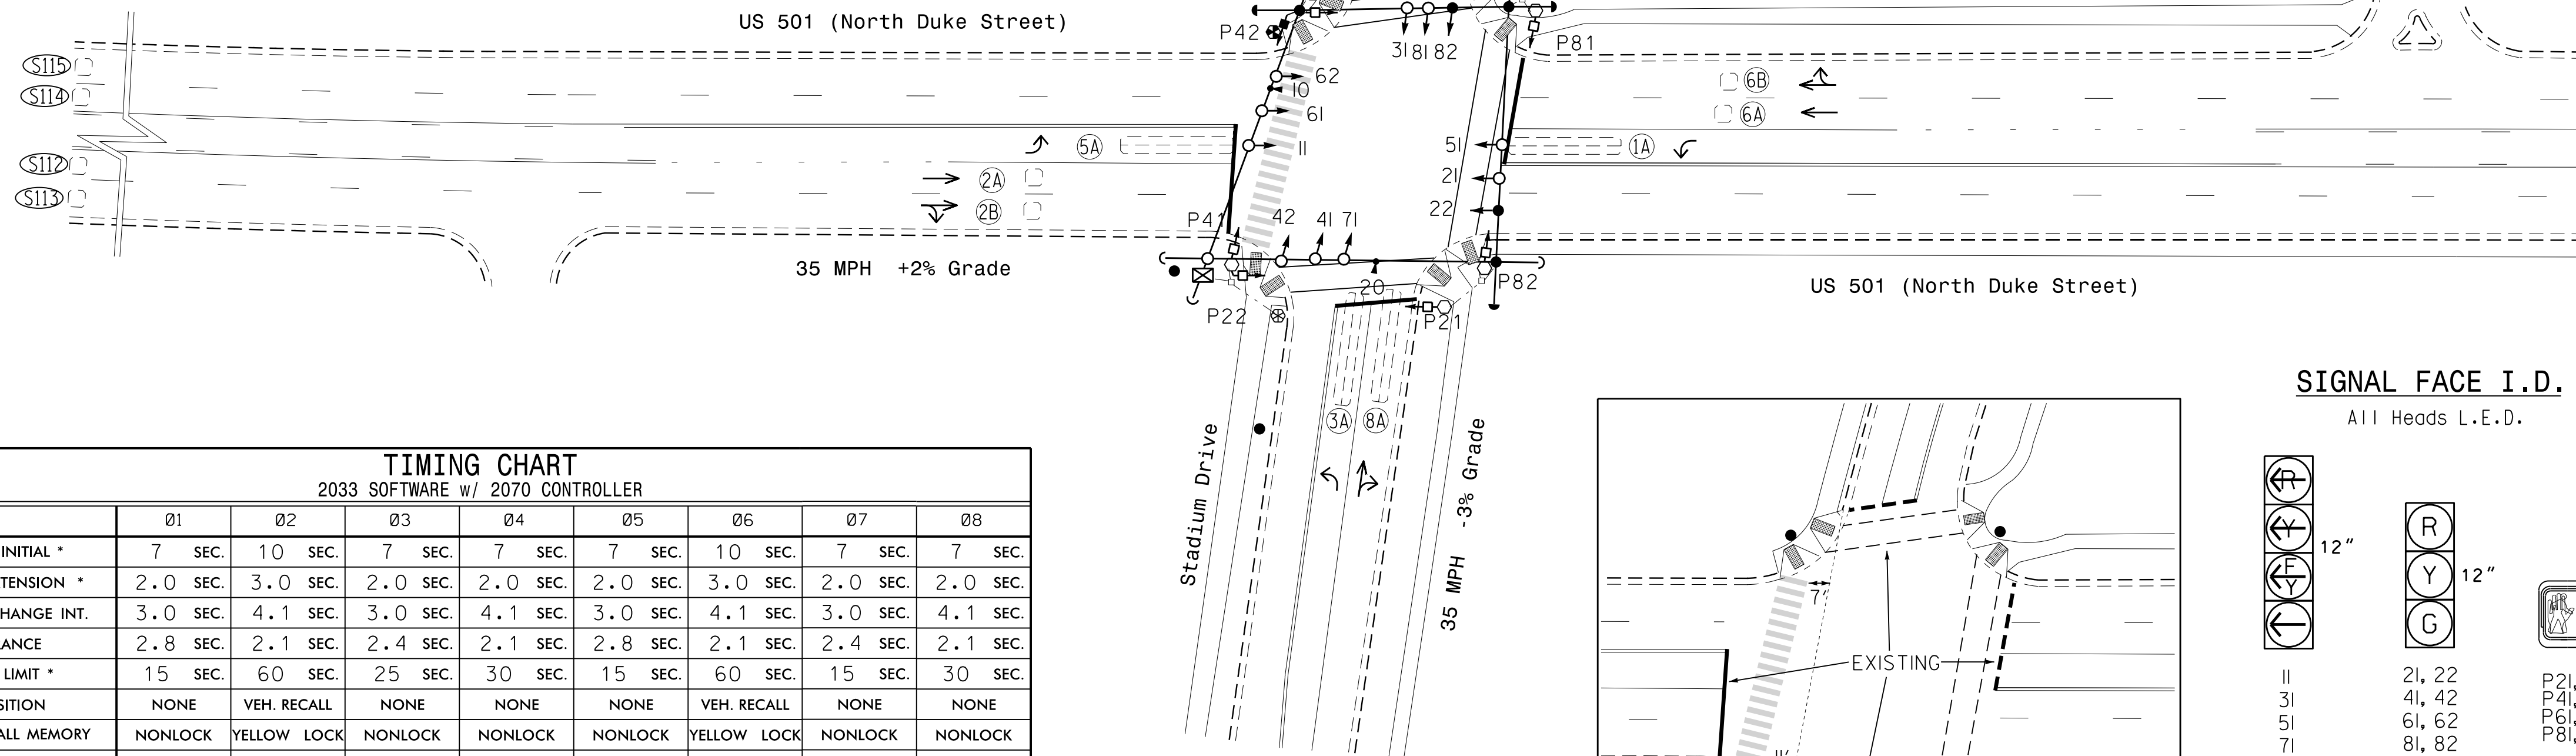 US 501 (North Duke Street)
P42
31 81 82
P81
S115
S114
S112
S113
62
10
61
11
5A
2A
2B
6B
6A
51
1A
21
22
P41
42 41 71
20
P82
P22
P21
35 MPH +2% Grade
US 501 (North Duke Street)
3A 8A
Stadium Drive
35 MPH -3% Grade
TIMING CHART
2033 SOFTWARE w/ 2070 CONTROLLER
Ø1 Ø2 Ø3 Ø4 Ø5 Ø6 Ø7 Ø8
INITIAL * 7 SEC. 10 SEC. 7 SEC. 7 SEC. 7 SEC. 10 SEC. 7 SEC. 7 SEC.
TENSION * 2.0 SEC. 3.0 SEC. 2.0 SEC. 2.0 SEC. 2.0 SEC. 3.0 SEC. 2.0 SEC. 2.0 SEC.
HANGE INT. 3.0 SEC. 4.1 SEC. 3.0 SEC. 4.1 SEC. 3.0 SEC. 4.1 SEC. 3.0 SEC. 4.1 SEC.
RANCE 2.8 SEC. 2.1 SEC. 2.4 SEC. 2.1 SEC. 2.8 SEC. 2.1 SEC. 2.4 SEC. 2.1 SEC.
LIMIT * 15 SEC. 60 SEC. 25 SEC. 30 SEC. 15 SEC. 60 SEC. 15 SEC. 30 SEC.
SITION NONE VEH. RECALL NONE NONE NONE VEH. RECALL NONE NONE
ALL MEMORY NONLOCK YELLOW LOCK NONLOCK NONLOCK NONLOCK YELLOW LOCK NONLOCK NONLOCK
7'
EXISTING
SIGNAL FACE I.D.
All Heads L.E.D.
R
Y
F
Y
12"
R
Y
G
12"
11
31
51
71
21, 22
41, 42
61, 62
81, 82
P21,
P41,
P61,
P81,